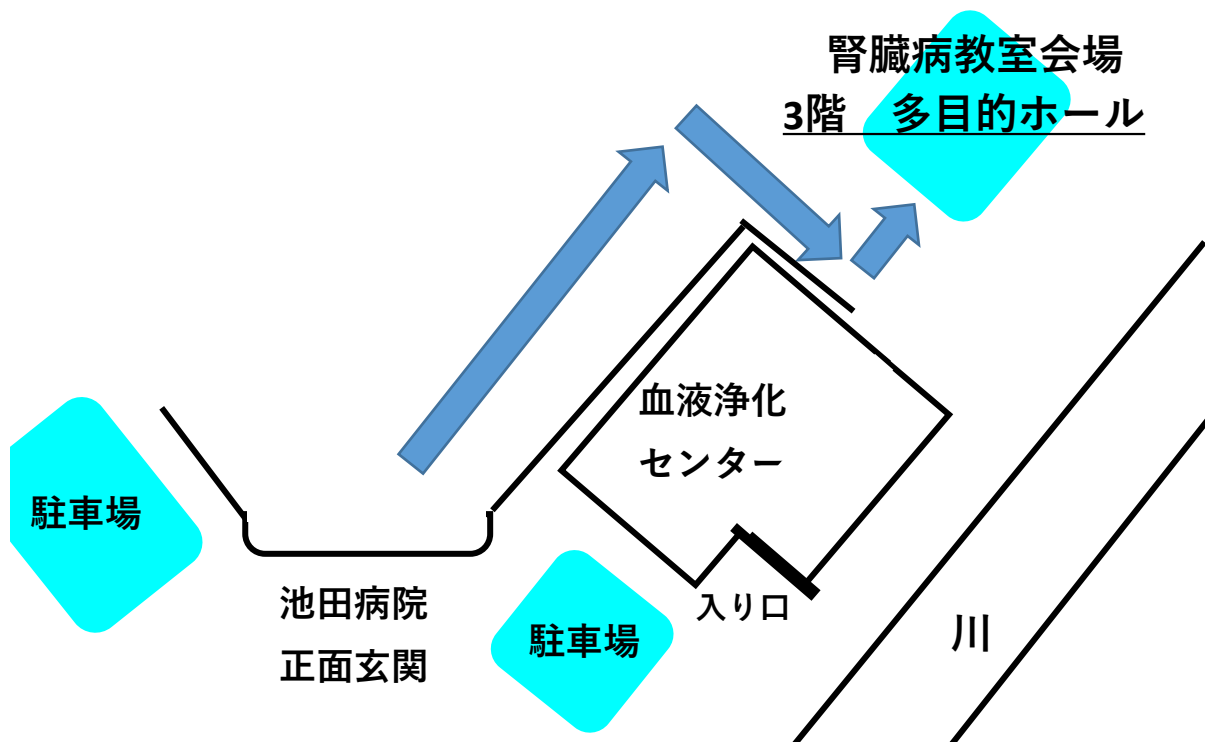 腎臓病教室会場
3階　多目的ホール
血液浄化
センター
駐車場
池田病院
正面玄関
駐車場
入り口
川